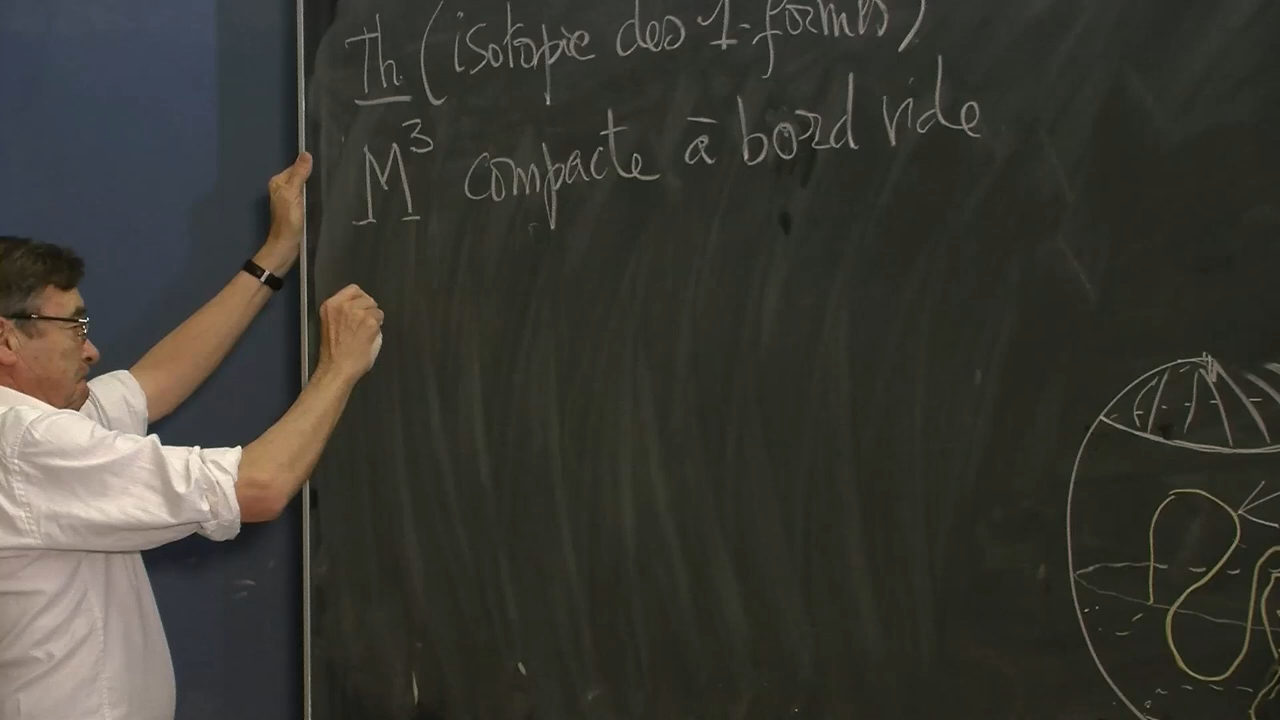 Th (isotopie des 1-formes)
M³ compacte à bord vide